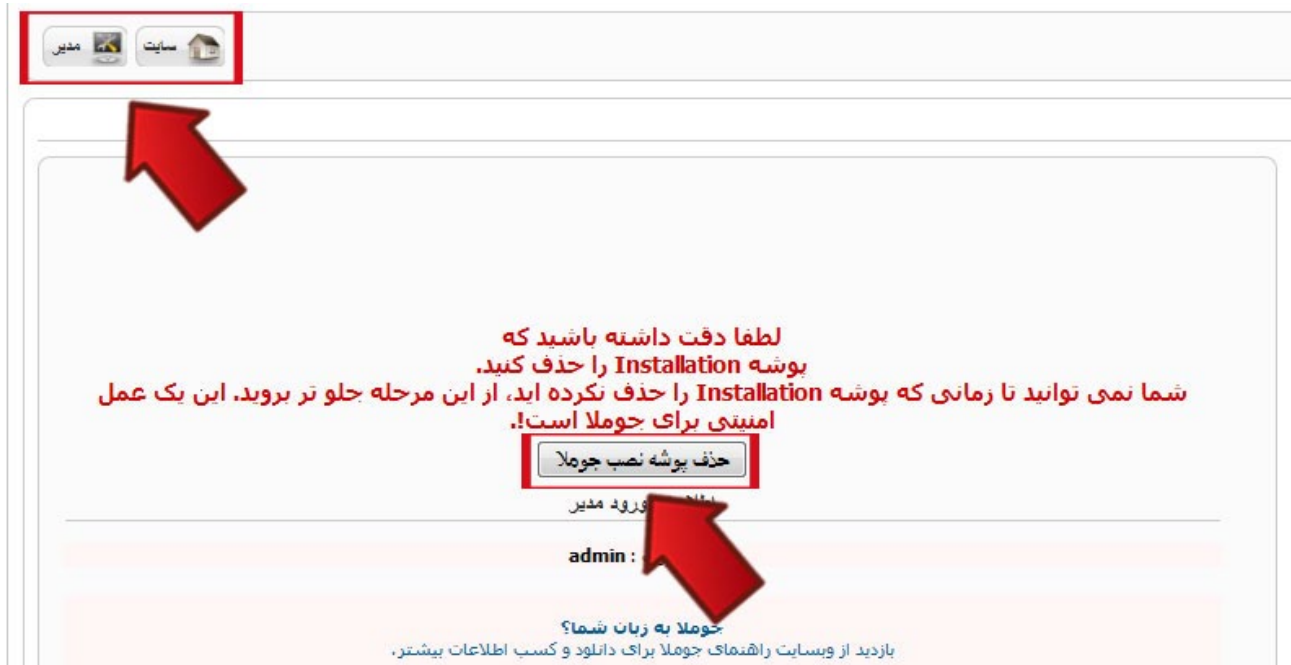 سایت
مدیر
لطفا دقت داشته باشید که
پوشه Installation را حذف کنید.
شما نمی توانید تا زمانی که پوشه Installation را حذف نکرده اید، از این مرحله جلو تر بروید. این یک عمل
امنیتی برای جوملا است!.
حذف پوشه نصب جوملا
ورود مدیر
: admin
جوملا به زبان شما؟
بازدید از وبسایت راهنمای جوملا برای دانلود و کسب اطلاعات بیشتر.